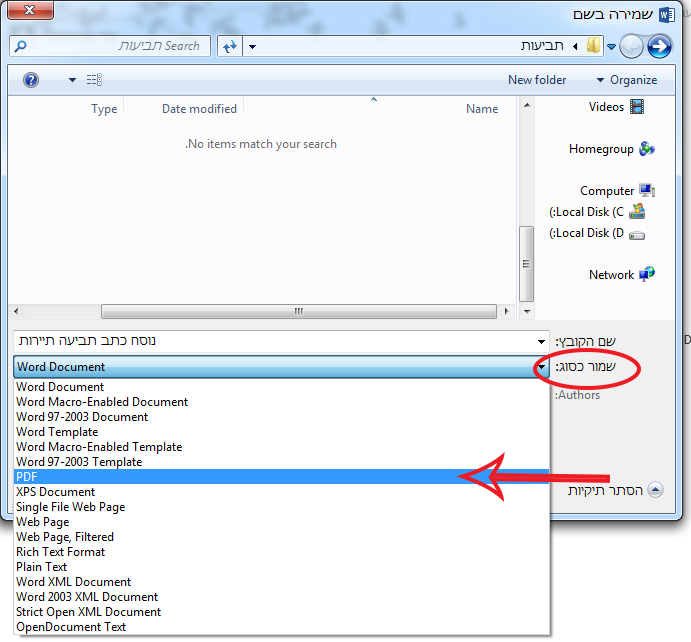 שמירה בשם
תביעות
Search תביעות
Organize
New folder
Name
Date modified
Type
No items match your search.
Videos
Homegroup
Computer
Local Disk (C:)
Local Disk (D:)
Network
שם הקובץ:
נוסח כתב תביעה תיירות
שמור כסוג:
Word Document
Authors:
הסתר תיקיות
Word Document
Word Macro-Enabled Document
Word 97-2003 Document
Word Template
Word Macro-Enabled Template
Word 97-2003 Template
PDF
XPS Document
Single File Web Page
Web Page
Web Page, Filtered
Rich Text Format
Plain Text
Word XML Document
Word 2003 XML Document
Strict Open XML Document
OpenDocument Text